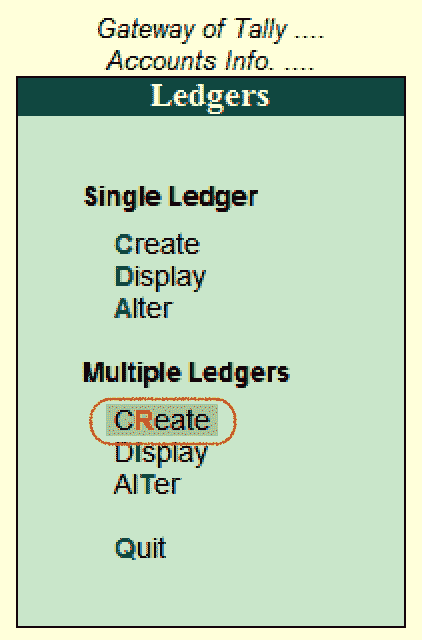 Gateway of Tally ....
Accounts Info. ....
Ledgers
Single Ledger
Create
Display
Alter
Multiple Ledgers
CReate
DIsplay
AlTer
Quit